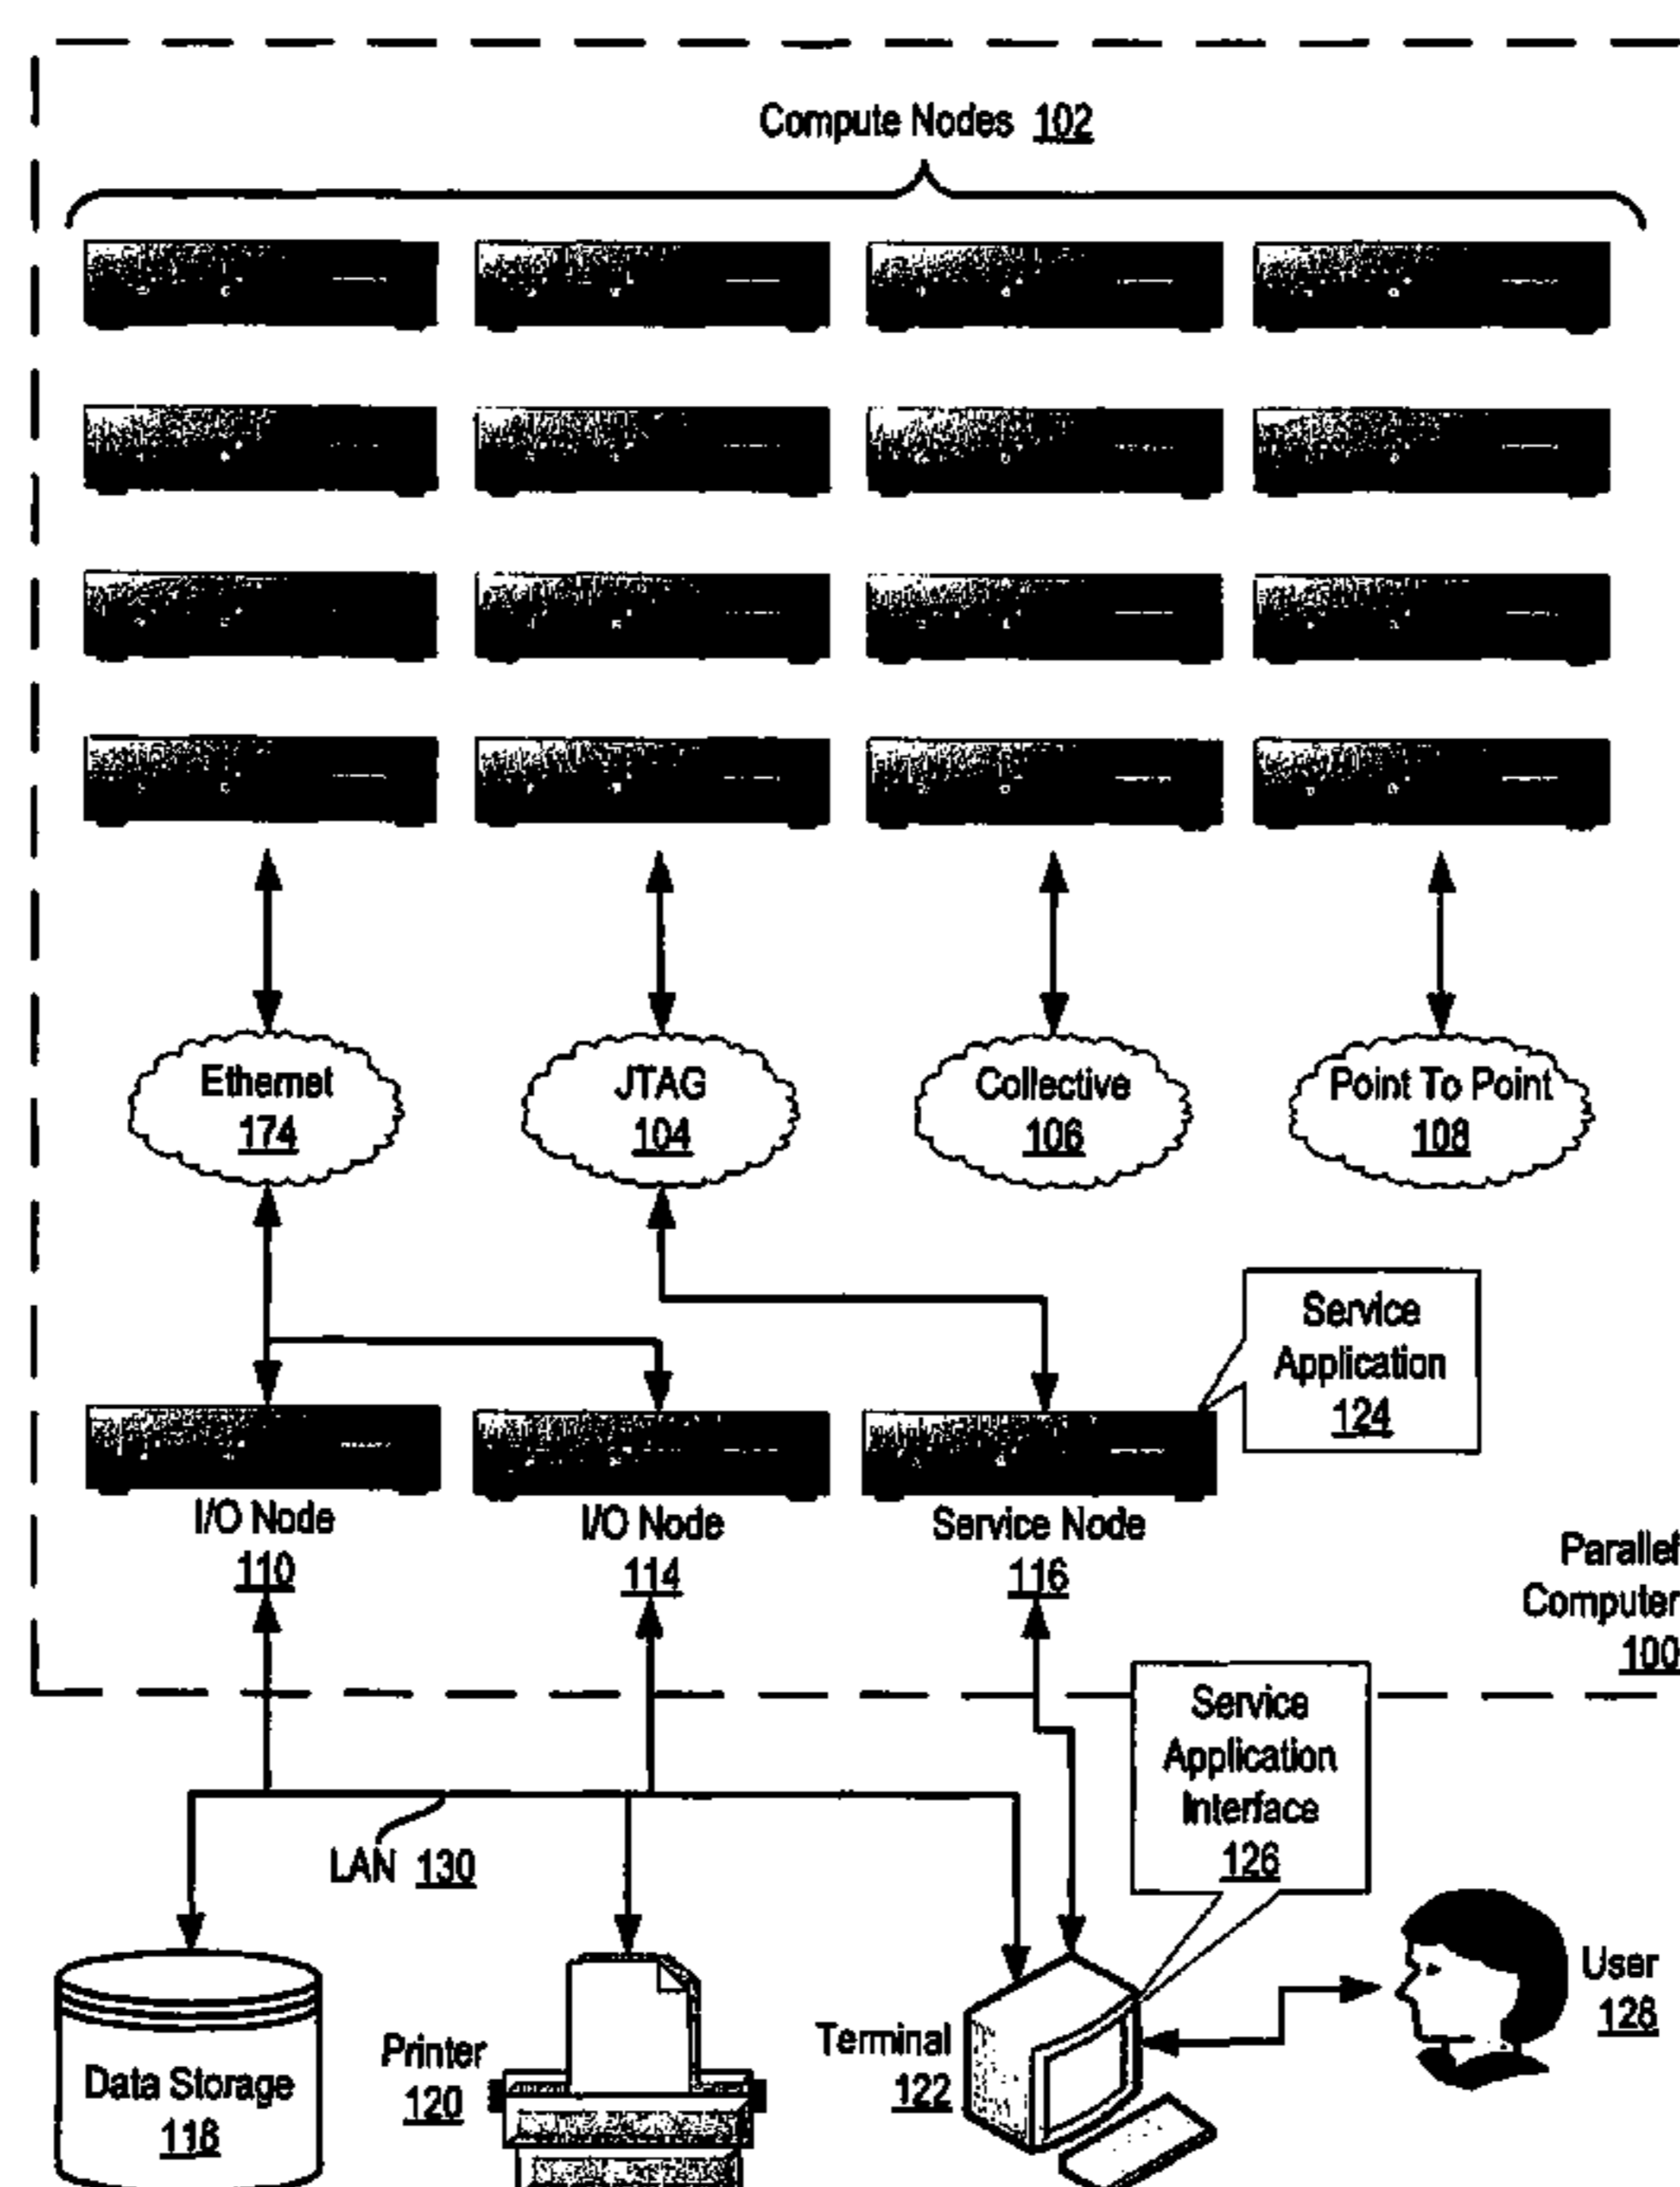 Compute Nodes 102
Ethernet
174
JTAG
104
Collective
106
Point To Point
108
Service
Application
124
I/O Node
110
I/O Node
114
Service Node
116
Parallel
Computer
100
Service
Application
Interface
126
LAN 130
Data Storage
118
Printer
120
Terminal
122
User
128